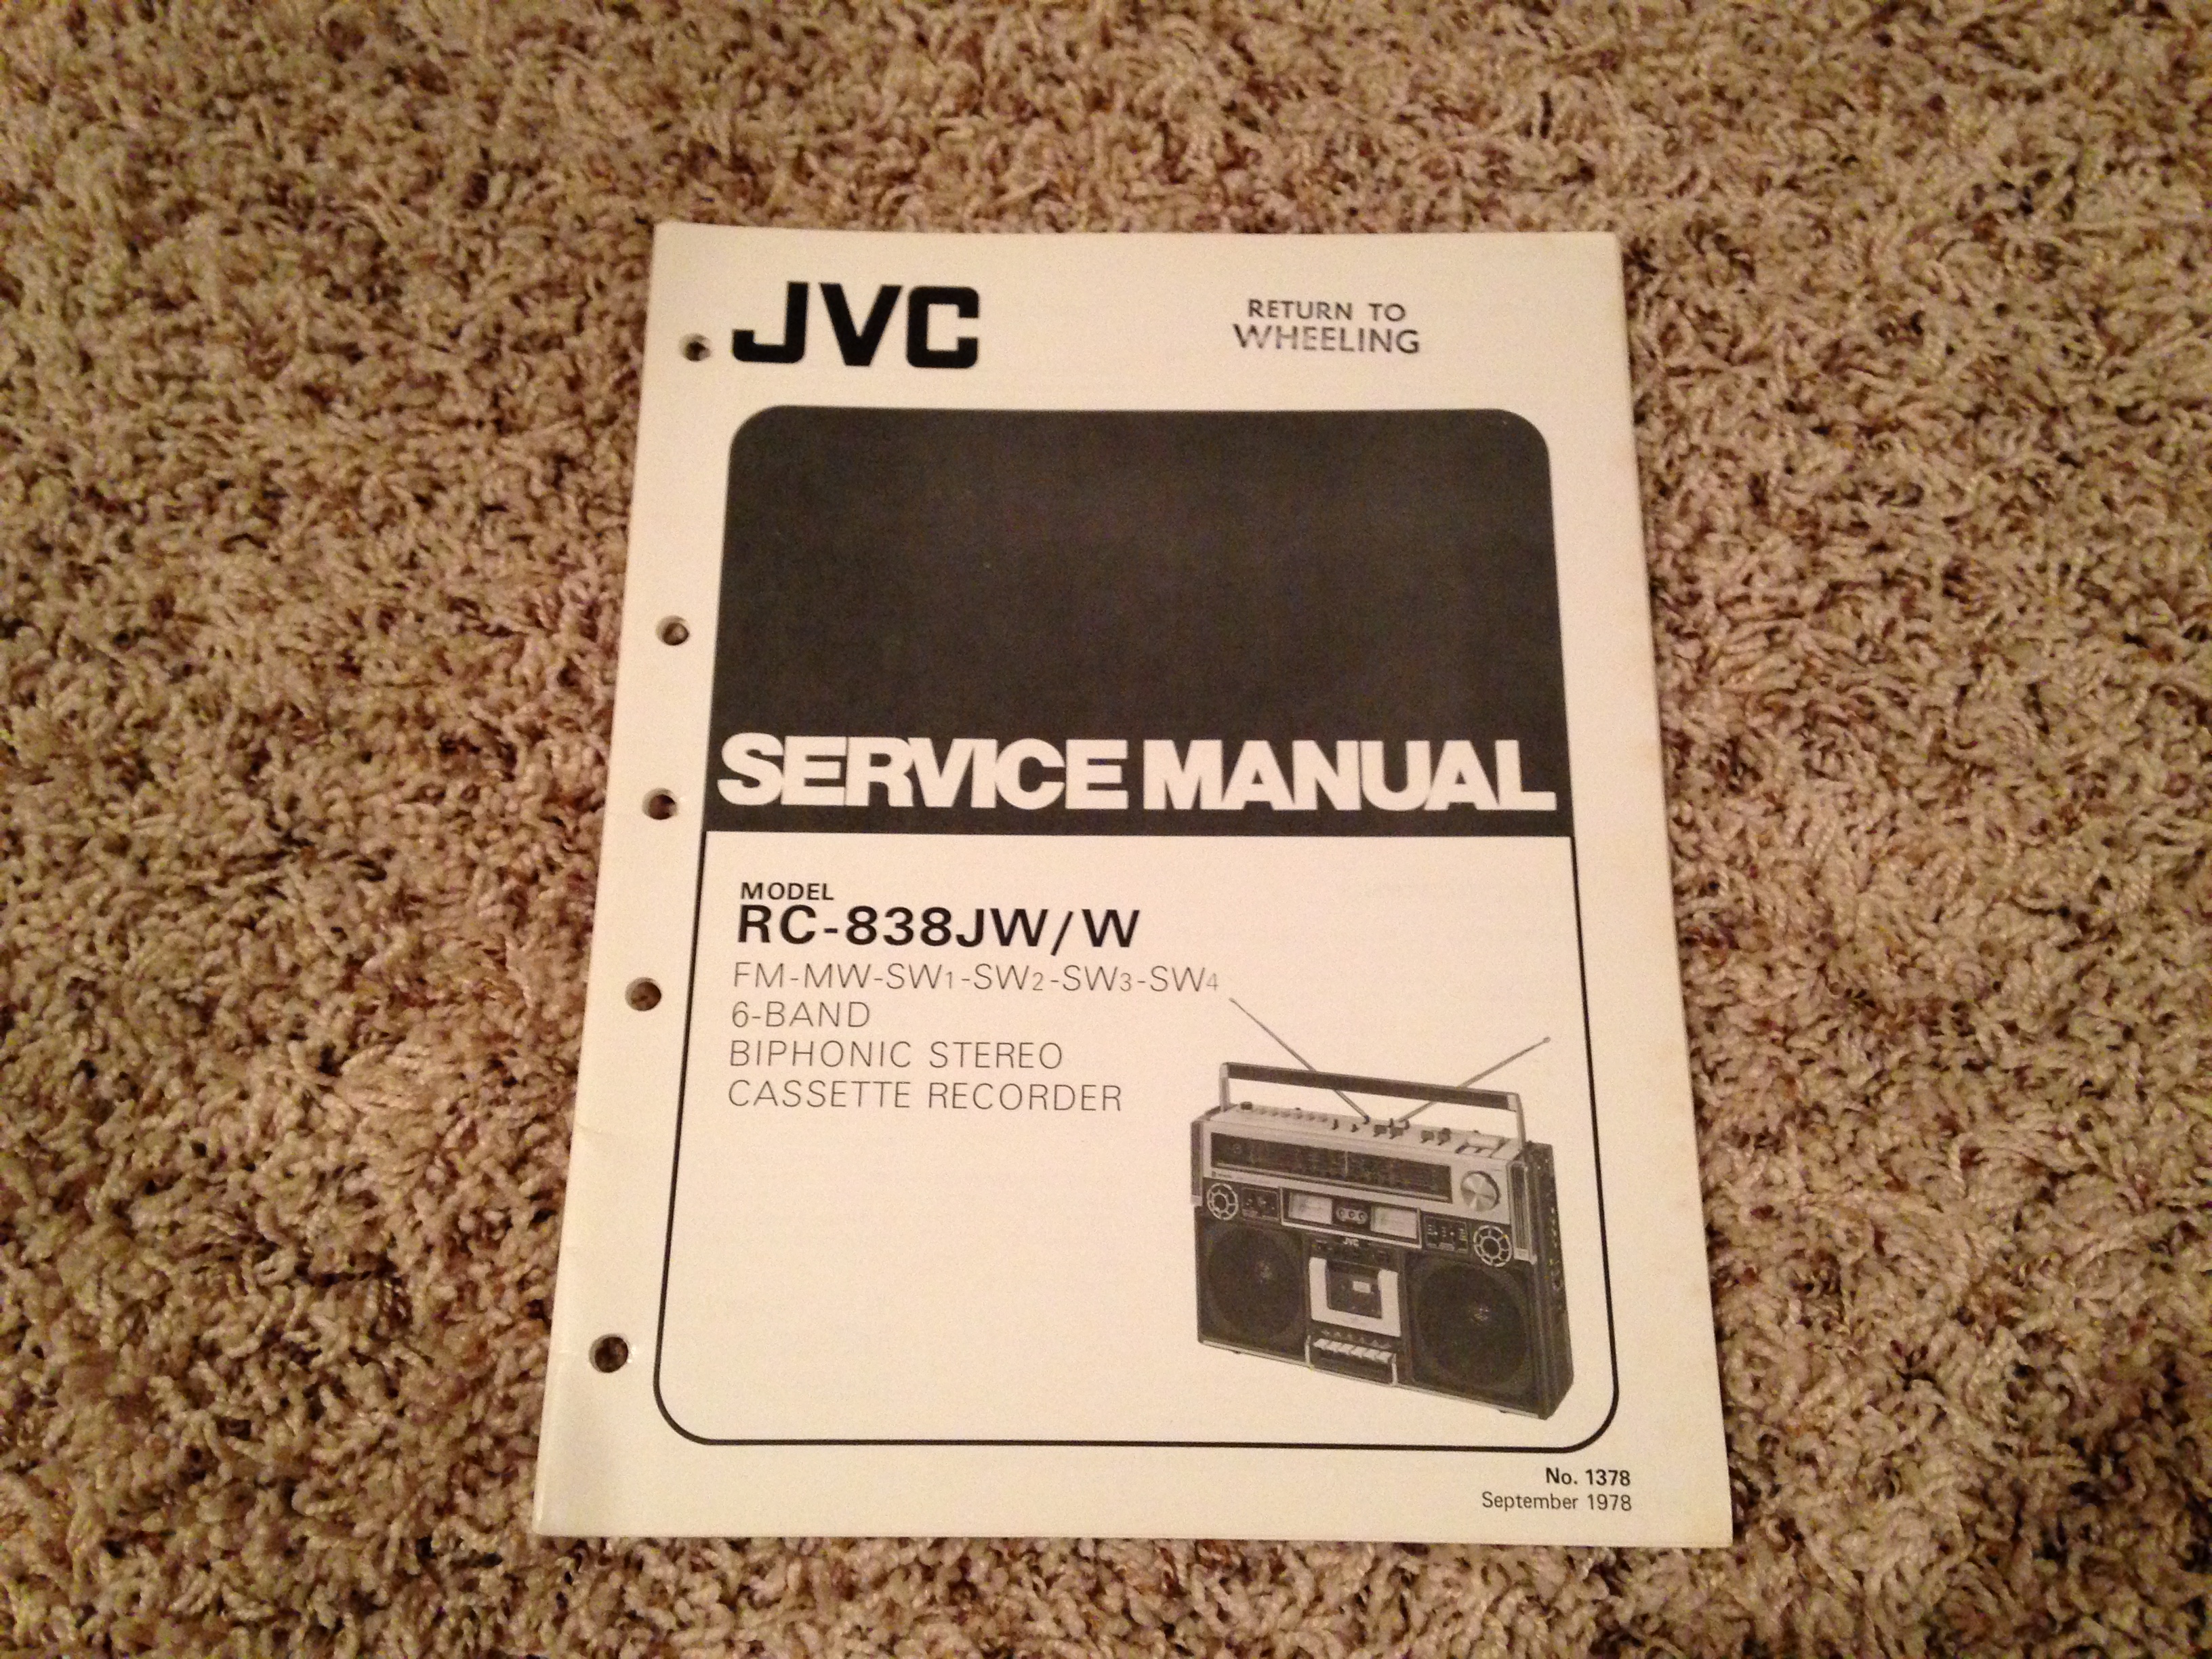 JVC
RETURN TO
WHEELING
SERVICE MANUAL
MODEL
RC-838JW/W
FM-MW-SW1-SW2-SW3-SW4
6-BAND
BIPHONIC STEREO
CASSETTE RECORDER
JVC
No. 1378
September 1978